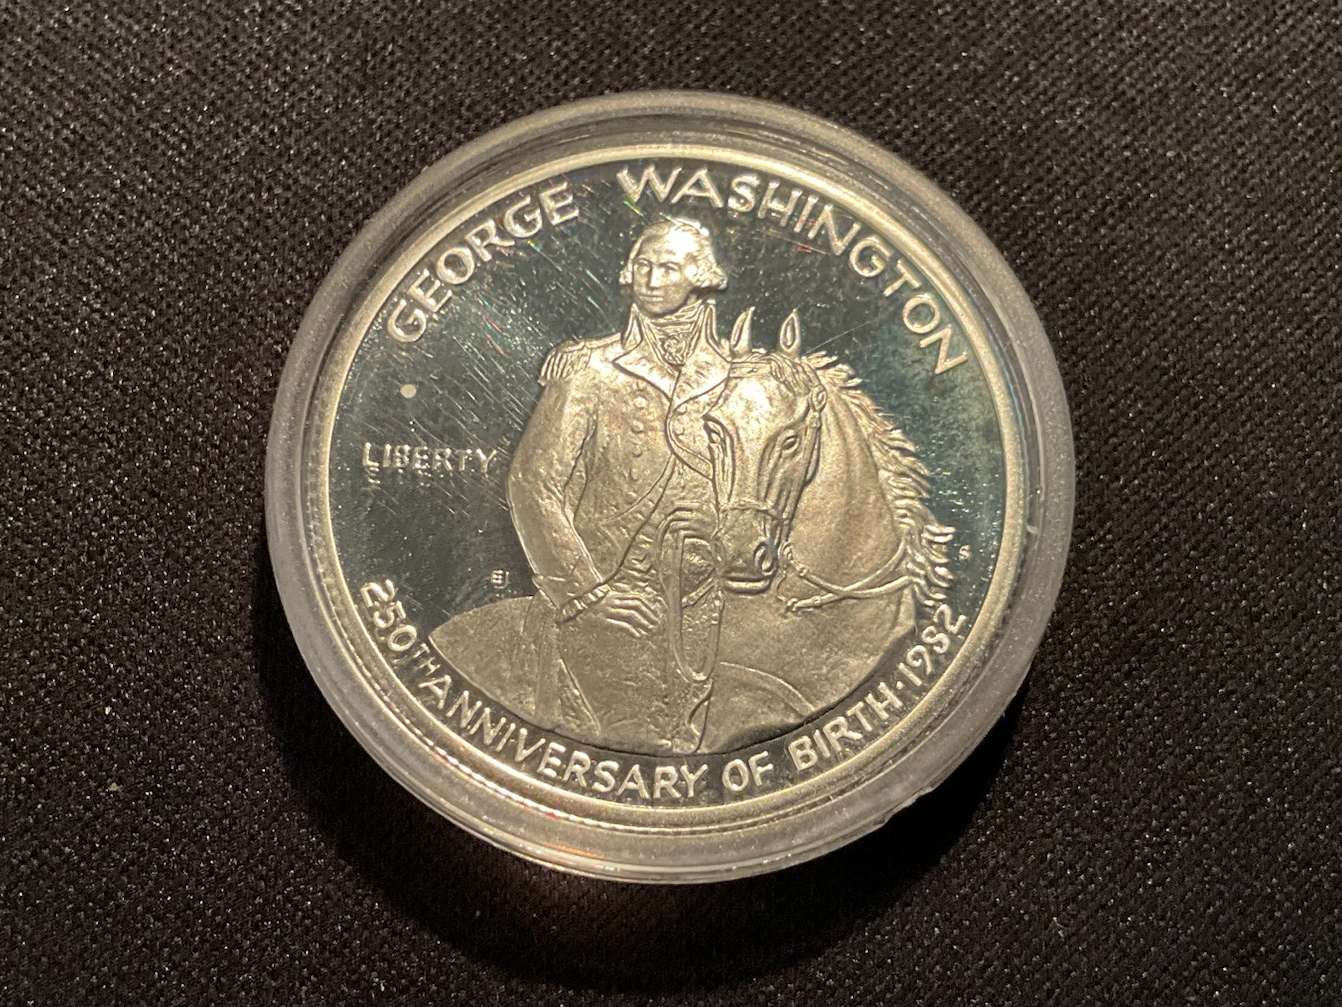 GEORGE WASHINGTON
LIBERTY
EJ
S
250TH ANNIVERSARY OF BIRTH·1982